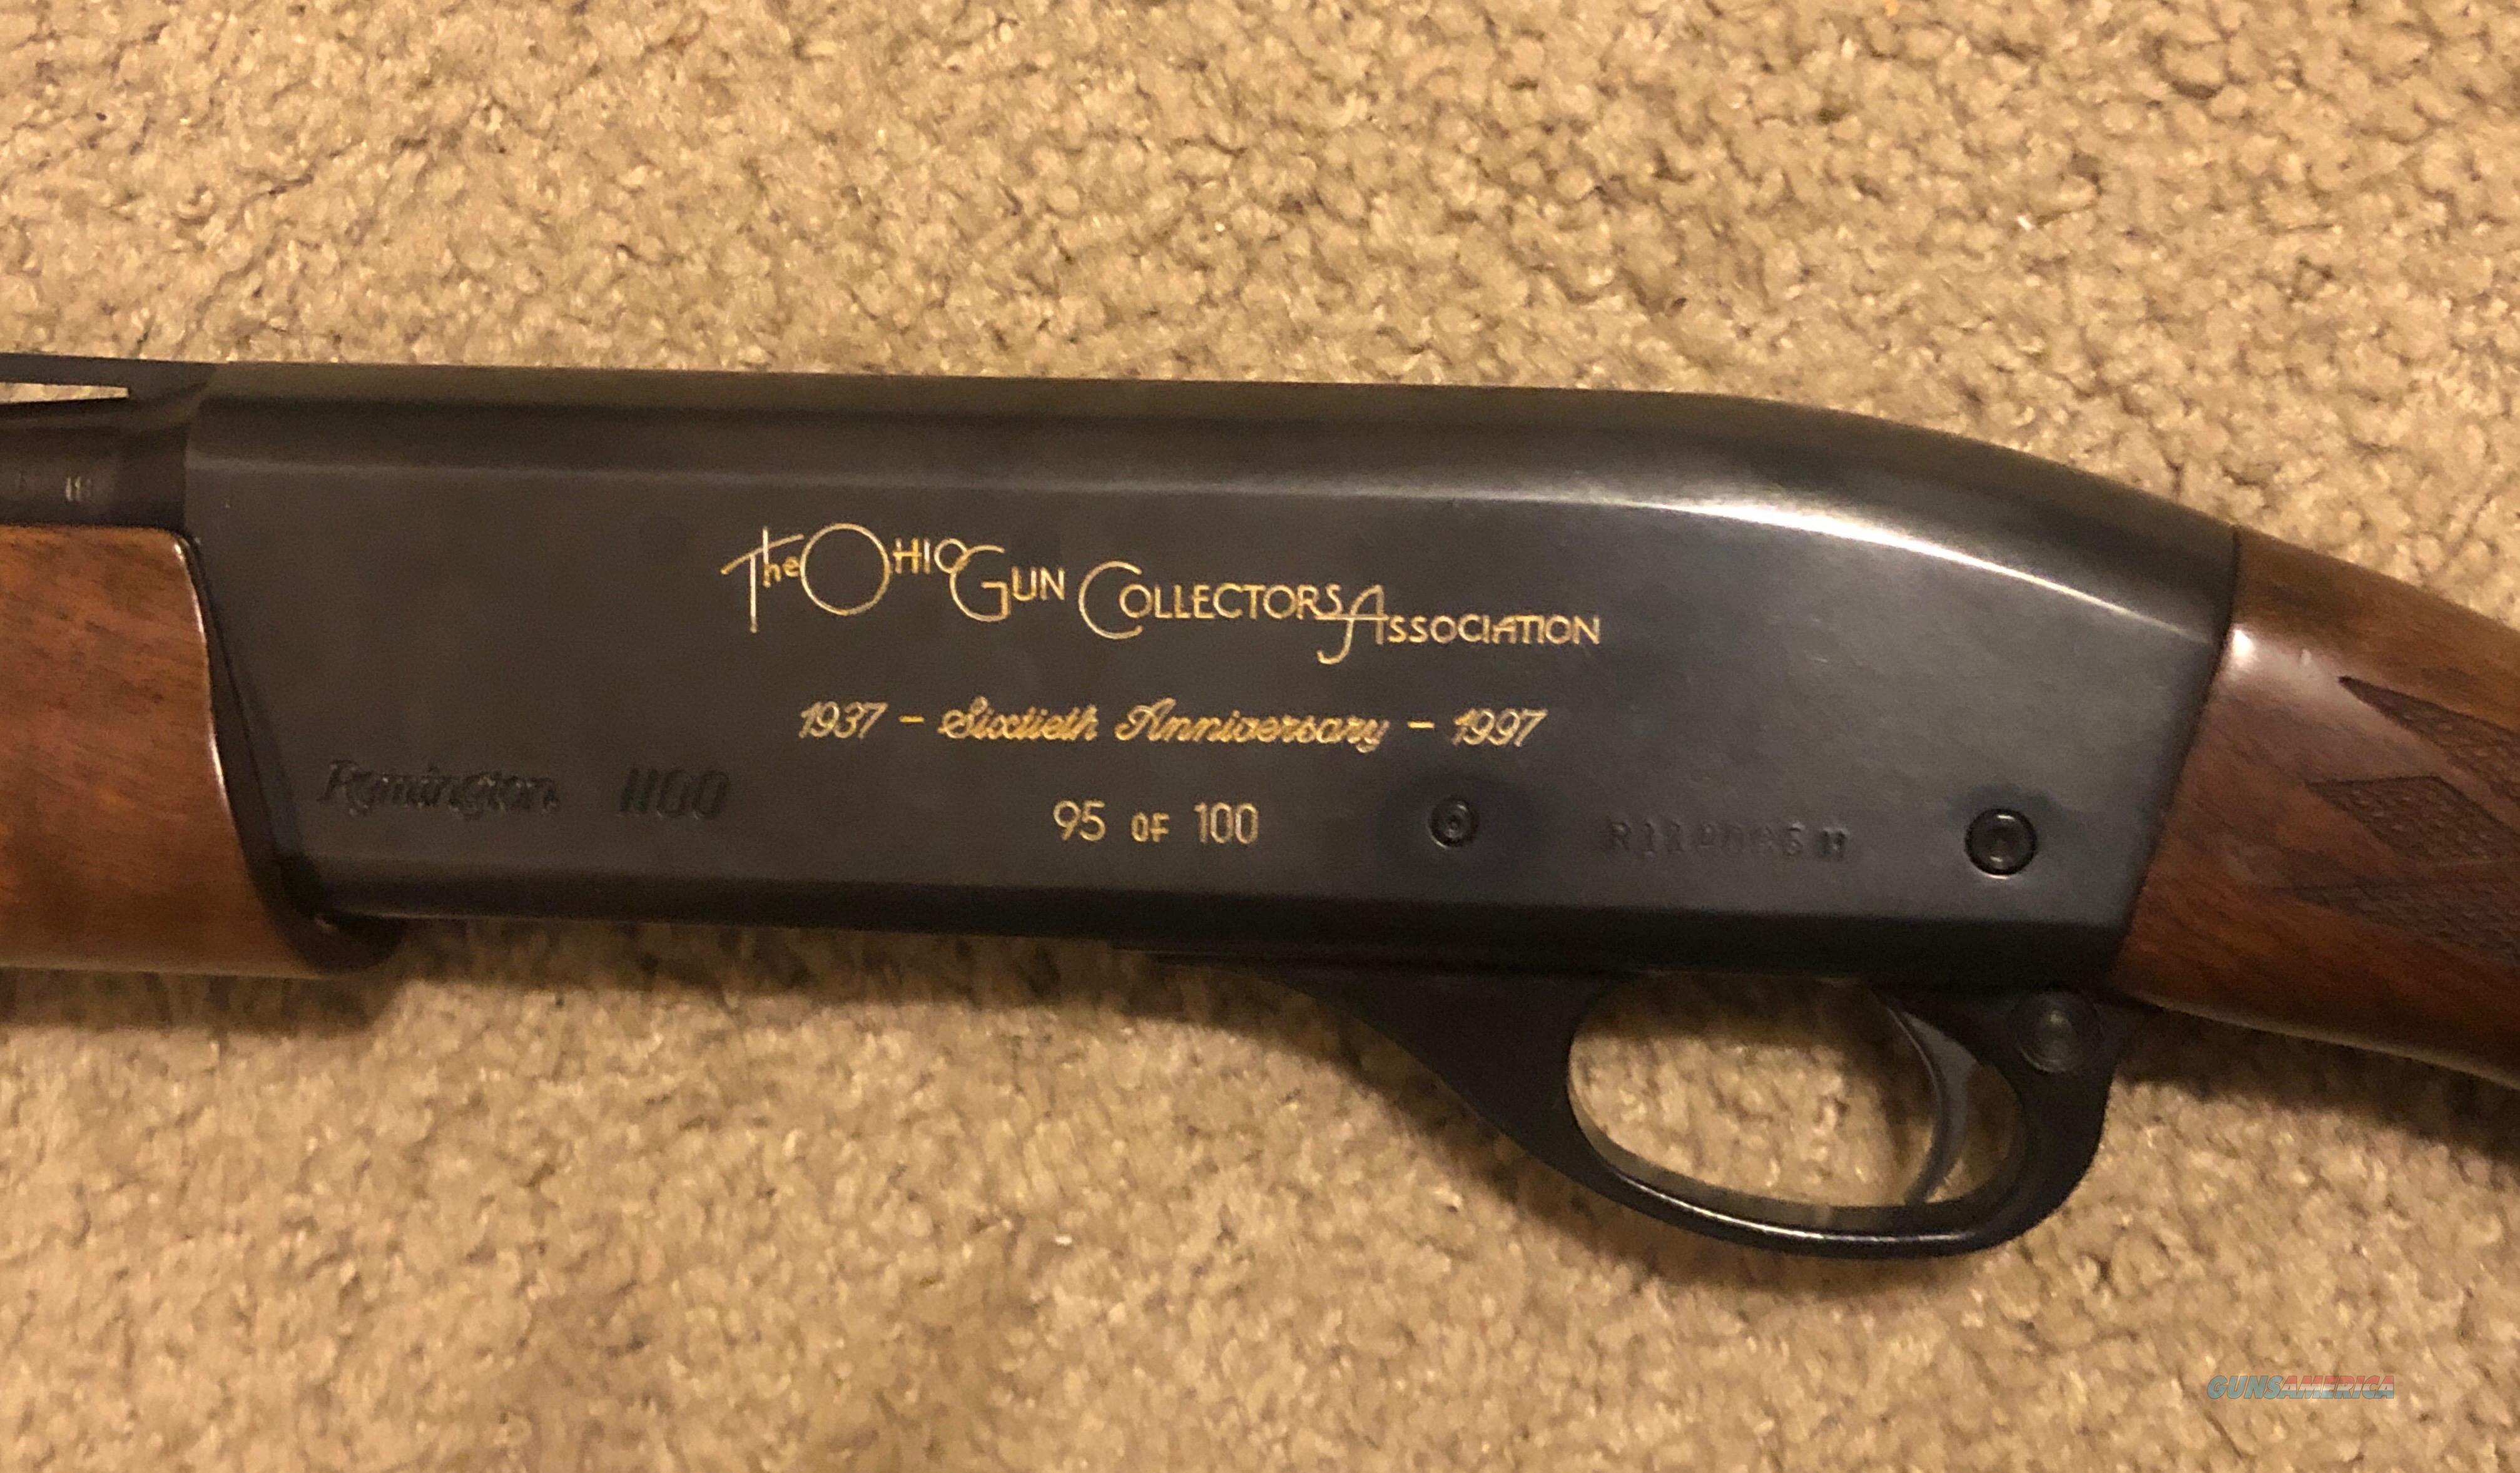 The Ohio Gun Collectors Association
1937 - Sixtieth Anniversary - 1997
Remington 1100
95 OF 100
GUNSAMERICA